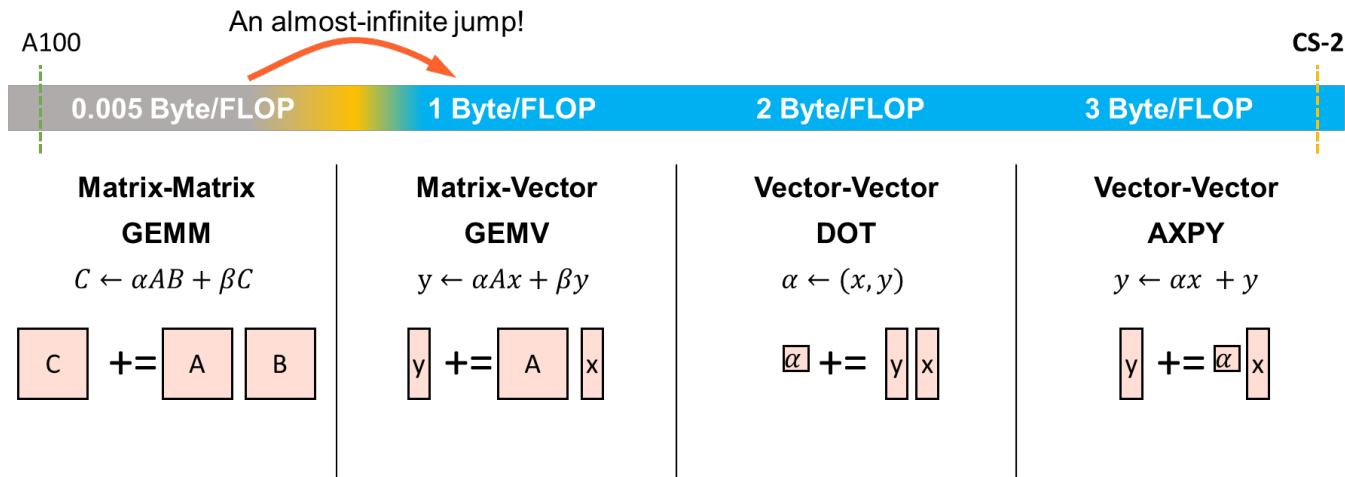 An almost-infinite jump!
A100
CS-2
0.005 Byte/FLOP
1 Byte/FLOP
2 Byte/FLOP
3 Byte/FLOP
Matrix-Matrix
GEMM
C ← αAB + βC
C += A B
Matrix-Vector
GEMV
y ← αAx + βy
y += A x
Vector-Vector
DOT
α ← (x, y)
α += y x
Vector-Vector
AXPY
y ← αx + y
y += α x